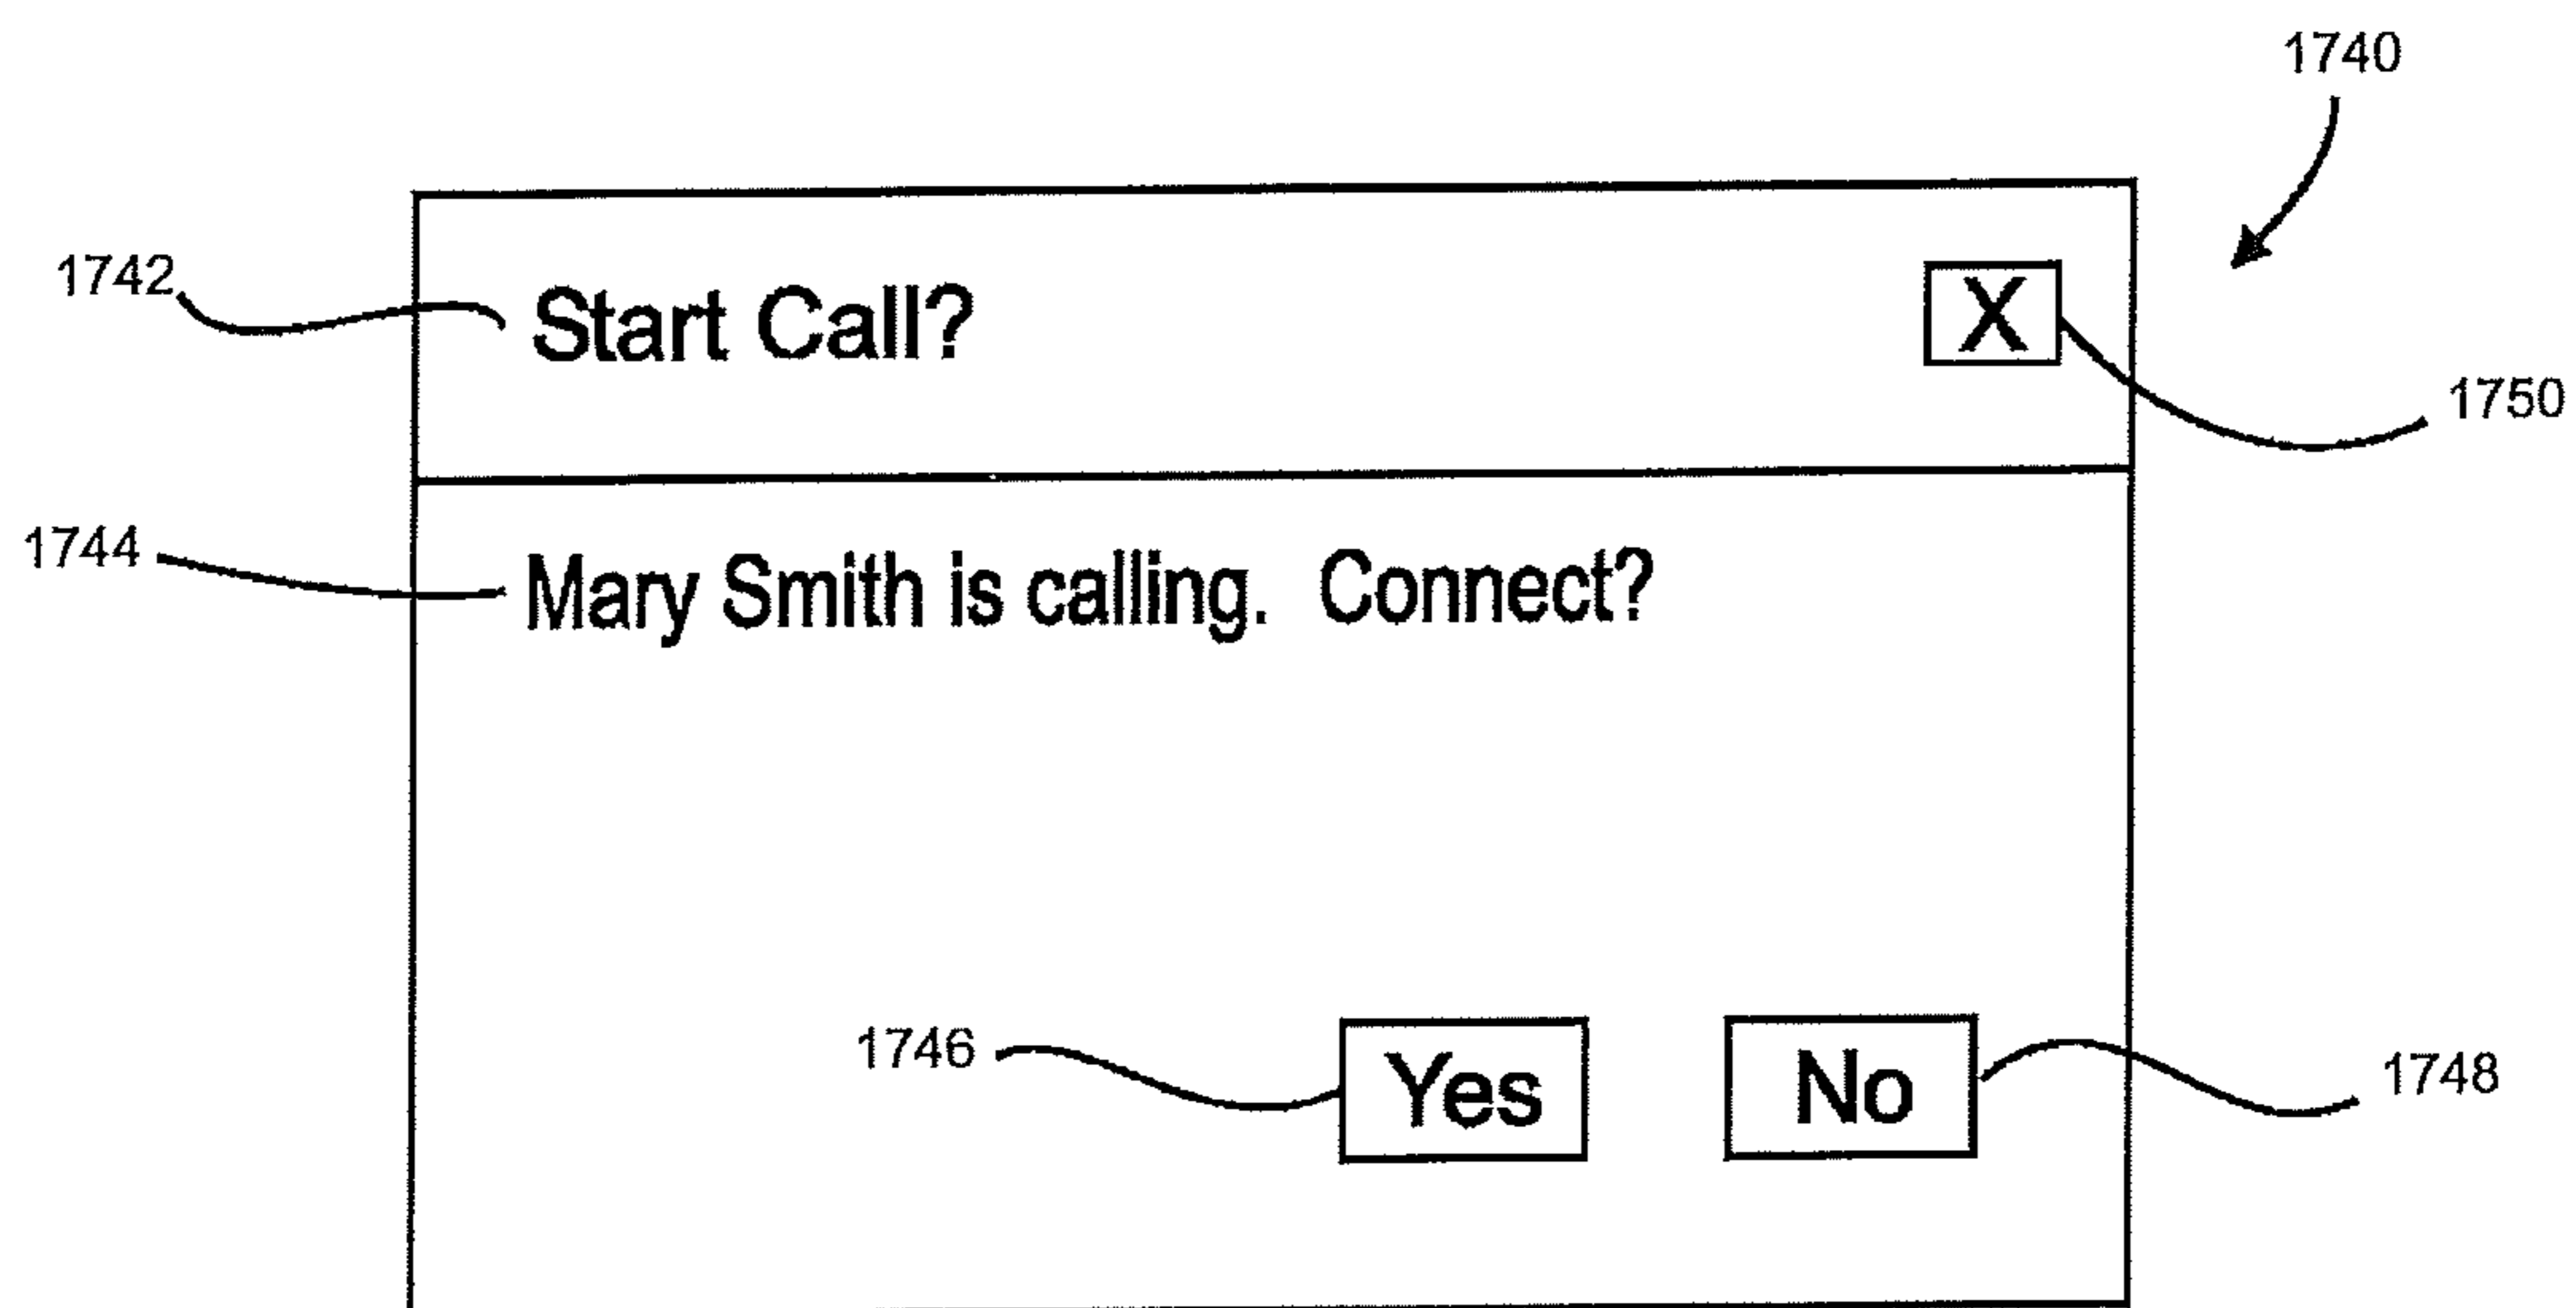 1740
1742
Start Call?
X
1750
1744
Mary Smith is calling.  Connect?
1746
Yes
No
1748